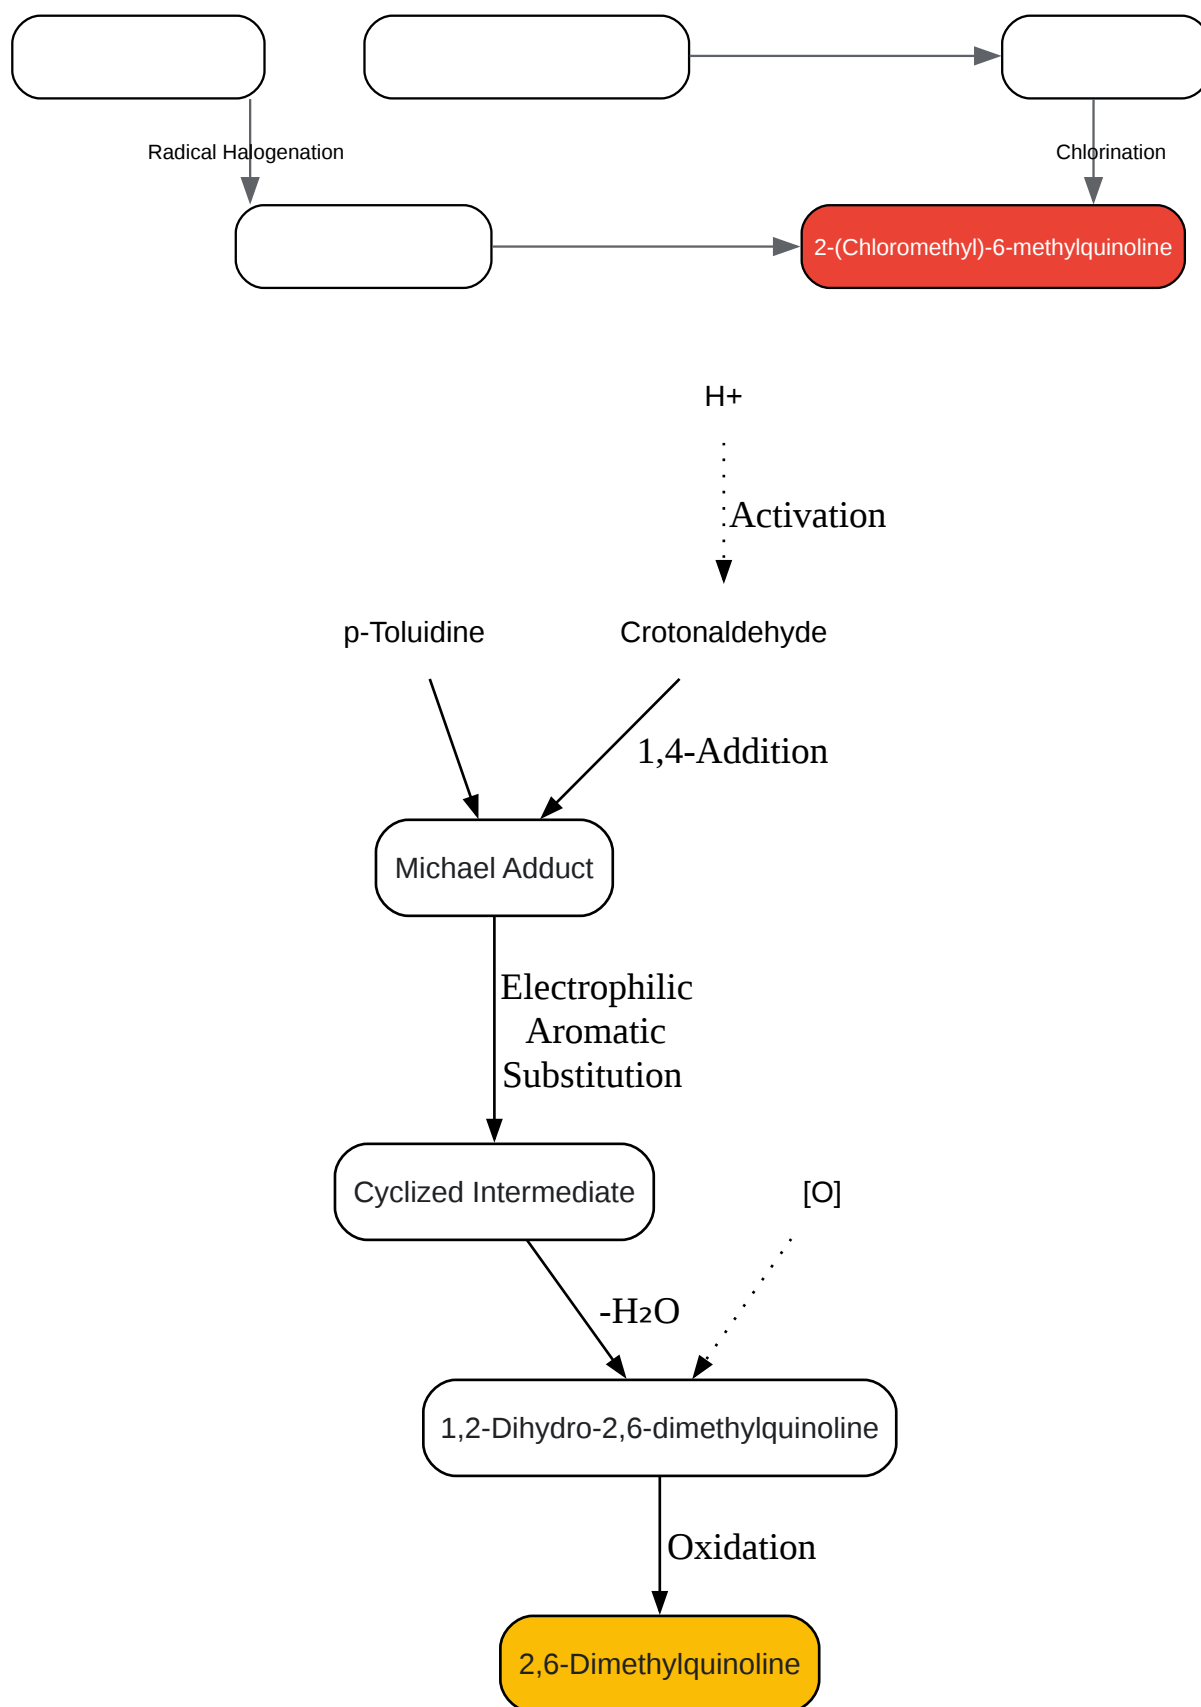 Radical Halogenation
Chlorination
2-(Chloromethyl)-6-methylquinoline
H+
Activation
p-Toluidine
Crotonaldehyde
1,4-Addition
Michael Adduct
Electrophilic
Aromatic
Substitution
Cyclized Intermediate
[O]
-H₂O
1,2-Dihydro-2,6-dimethylquinoline
Oxidation
2,6-Dimethylquinoline